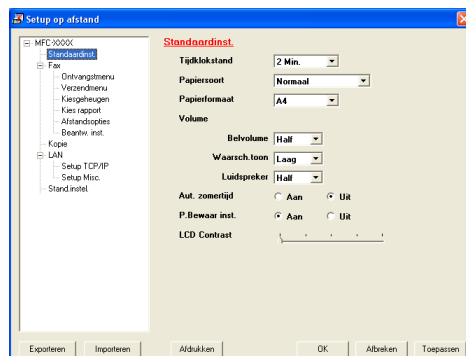 Setup op afstand
MFC-XXXX
Standaardinst.
Fax
Ontvangstmenu
Verzendmenu
Kiesgeheugen
Kies rapport
Afstandsopties
Beantw. inst.
Kopie
LAN
Setup TCP/IP
Setup Misc.
Stand.instel.
Standaardinst.
Tijdklokstand 2 Min.
Papiersoort Normaal
Papierformaat A4
Volume
Belvolume Half
Waarsch.toon Laag
Luidspreker Half
Aut. zomertijd Aan Uit
P.Bewaar inst. Aan Uit
LCD Contrast
Exporteren Importeren Afdrukken OK Afbreken Toepassen